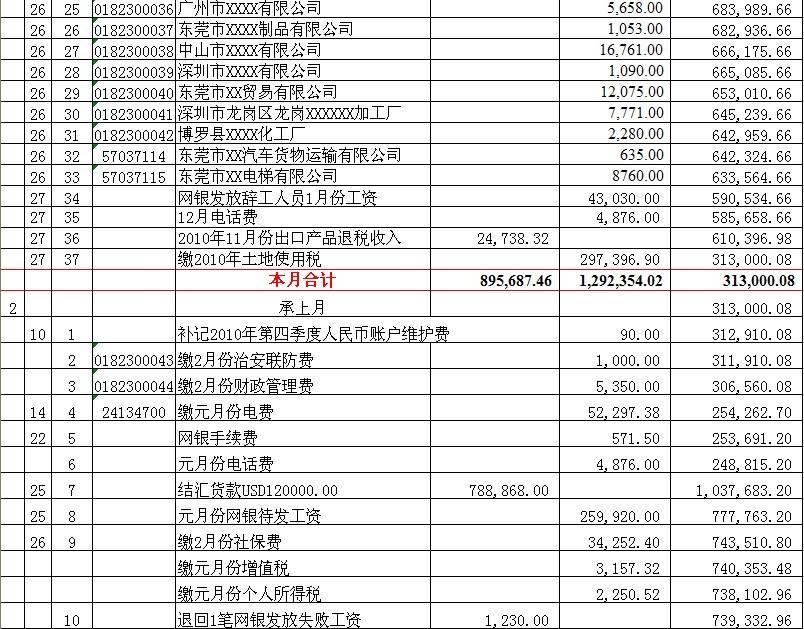 26 25 0182300036 广州市XXXX有限公司 5,658.00 683,989.66
26 26 0182300037 东莞市XXXX制品有限公司 1,053.00 682,936.66
26 27 0182300038 中山市XXXX有限公司 16,761.00 666,175.66
26 28 0182300039 深圳市XXXX有限公司 1,090.00 665,085.66
26 29 0182300040 东莞市XX贸易有限公司 12,075.00 653,010.66
26 30 0182300041 深圳市龙岗区龙岗XXXXXX加工厂 7,771.00 645,239.66
26 31 0182300042 博罗县XXXX化工厂 2,280.00 642,959.66
26 32 57037114 东莞市XX汽车货物运输有限公司 635.00 642,324.66
26 33 57037115 东莞市XX电梯有限公司 8760.00 633,564.66
27 34 网银发放辞工人员1月份工资 43,030.00 590,534.66
27 35 12月电话费 4,876.00 585,658.66
27 36 2010年11月份出口产品退税收入 24,738.32 610,396.98
27 37 缴2010年土地使用税 297,396.90 313,000.08
本月合计 895,687.46 1,292,354.02 313,000.08
2 承上月 313,000.08
10 1 补记2010年第四季度人民币账户维护费 90.00 312,910.08
2 0182300043 缴2月份治安联防费 1,000.00 311,910.08
3 0182300044 缴2月份财政管理费 5,350.00 306,560.08
14 4 24134700 缴元月份电费 52,297.38 254,262.70
22 5 网银手续费 571.50 253,691.20
6 元月份电话费 4,876.00 248,815.20
25 7 结汇货款USD120000.00 788,868.00 1,037,683.20
25 8 元月份网银待发工资 259,920.00 777,763.20
26 9 缴2月份社保费 34,252.40 743,510.80
缴元月份增值税 3,157.32 740,353.48
缴元月份个人所得税 2,250.52 738,102.96
10 退回1笔网银发放失败工资 1,230.00 739,332.96